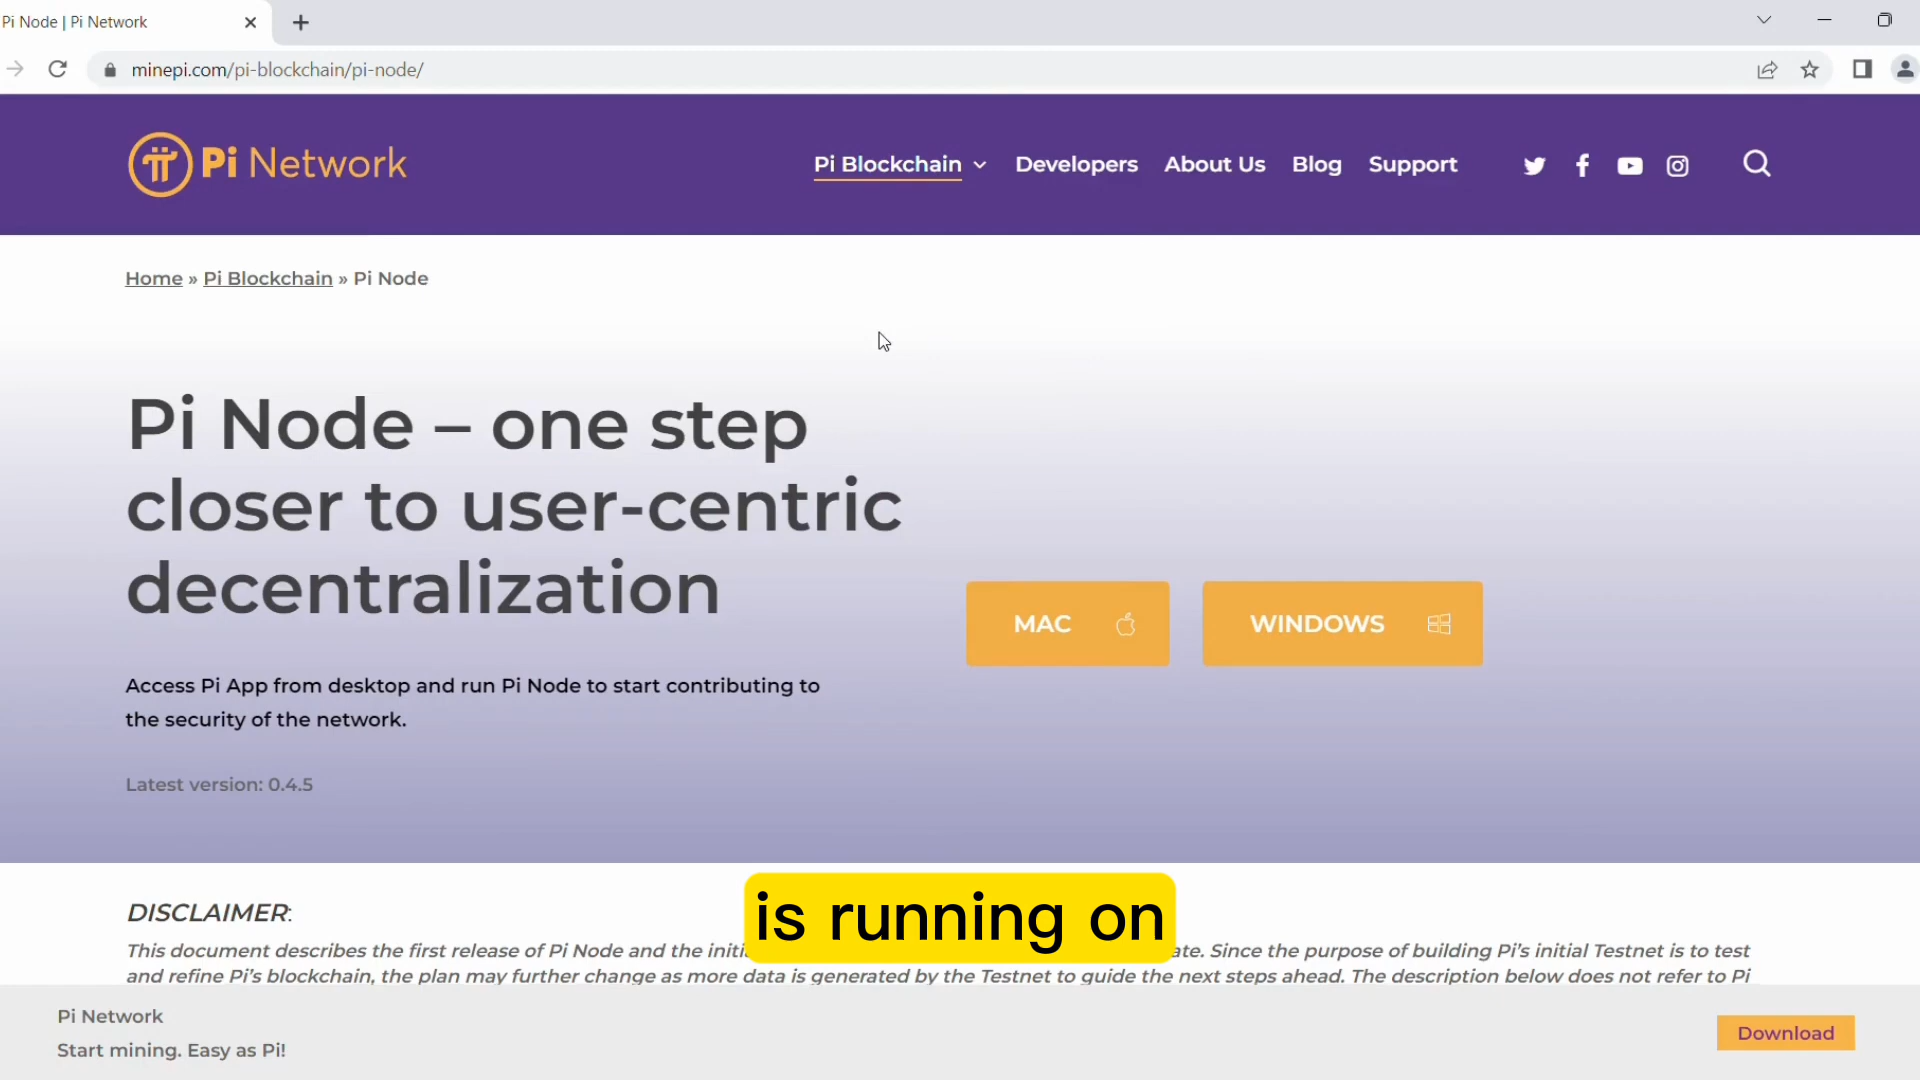 Pi Node | Pi Network
minepi.com/pi-blockchain/pi-node/
Pi Network
Pi Blockchain
Developers
About Us
Blog
Support
Home » Pi Blockchain » Pi Node
Pi Node – one step
closer to user-centric
decentralization
MAC
WINDOWS
Access Pi App from desktop and run Pi Node to start contributing to
the security of the network.
Latest version: 0.4.5
DISCLAIMER:
is running on
This document describes the first release of Pi Node and the initi ate. Since the purpose of building Pi's initial Testnet is to test
and refine Pi's blockchain, the plan may further change as more data is generated by the Testnet to guide the next steps ahead. The description below does not refer to Pi
Pi Network
Start mining. Easy as Pi!
Download